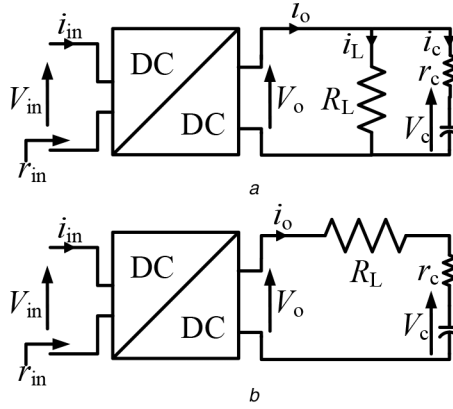 i_in i_o i_L i_c
DC
V_in V_o R_L r_c
DC V_c
r_in
a
i_in i_o
DC R_L r_c
V_in V_o
DC V_c
r_in
b